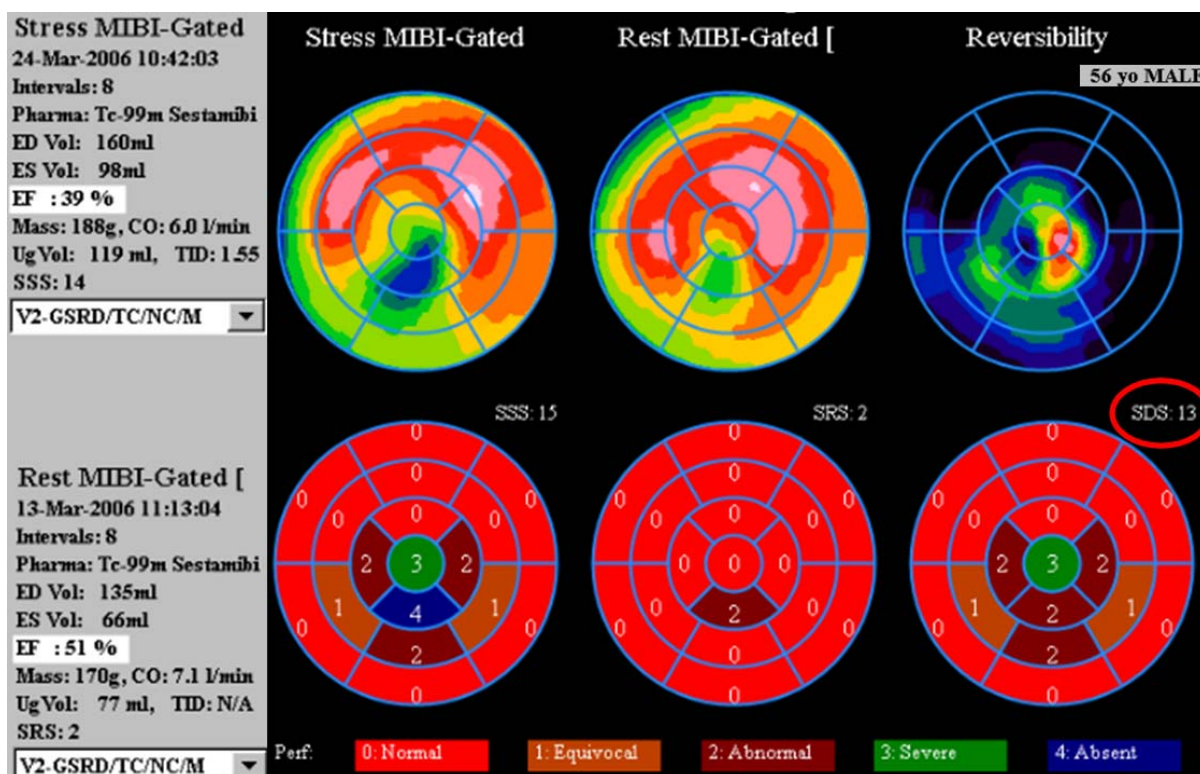 Stress MIBI-Gated
24-Mar-2006 10:42:03
Intervals: 8
Pharma: Tc-99m Sestamibi
ED Vol: 160ml
ES Vol: 98ml
EF : 39 %
Mass: 188g, CO: 6.0 l/min
Ug Vol: 119 ml, TID: 1.55
SSS: 14
V2-GSRD/TC/NC/M
Rest MIBI-Gated [
13-Mar-2006 11:13:04
Intervals: 8
Pharma: Tc-99m Sestamibi
ED Vol: 135ml
ES Vol: 66ml
EF : 51 %
Mass: 170g, CO: 7.1 l/min
Ug Vol: 77 ml, TID: N/A
SRS: 2
V2-GSRD/TC/NC/M
Stress MIBI-Gated Rest MIBI-Gated [ Reversibility
56 yo MALE
SSS: 15 SRS: 2 SDS: 13
0 0 0
0 0 0 0 0 0 0 0 0
0 0 0 0 0 0 0 0 0
2 3 2 0 0 0 2 3 2
1 4 1 0 2 0 1 2 1
0 2 0 0 0 0 0 2 0
0 0 0
Perf: 0: Normal 1: Equivocal 2: Abnormal 3: Severe 4: Absent